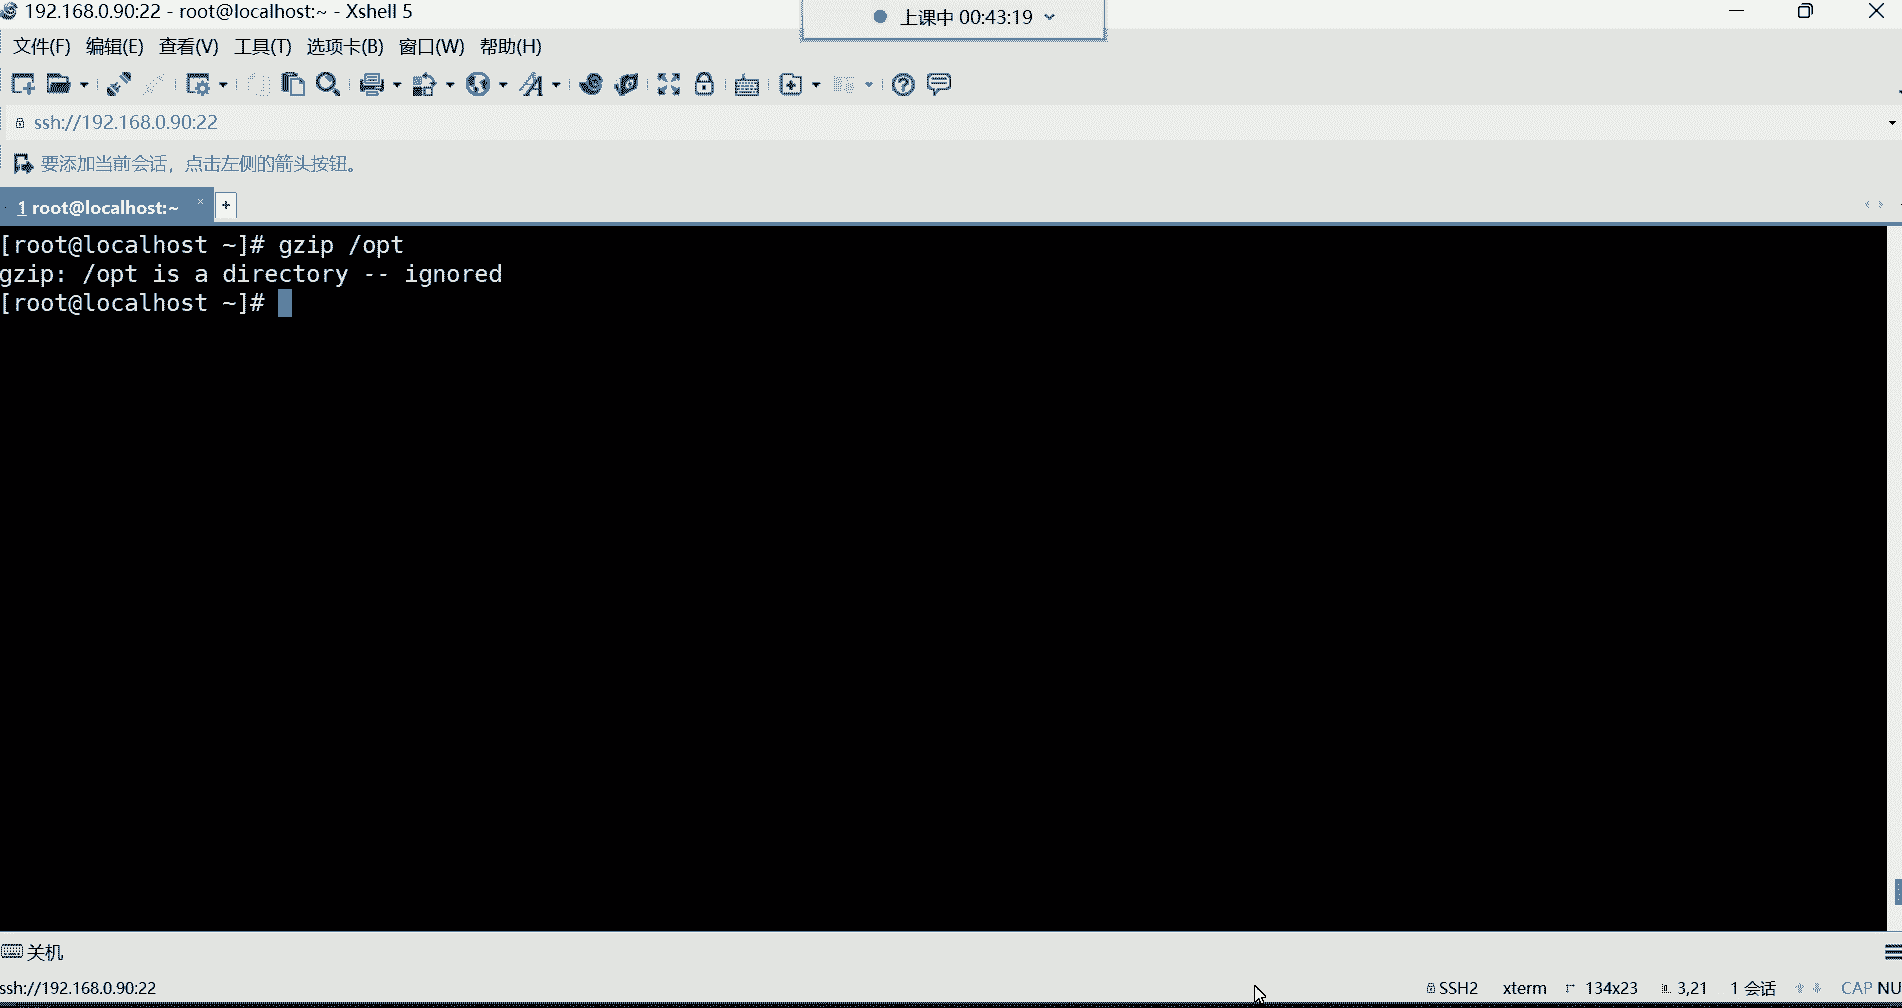 192.168.0.90:22 - root@localhost:~ - Xshell 5
上课中 00:43:19
文件(F) 编辑(E) 查看(V) 工具(T) 选项卡(B) 窗口(W) 帮助(H)
ssh://192.168.0.90:22
要添加当前会话，点击左侧的箭头按钮。
1 root@localhost:~
[root@localhost ~]# gzip /opt
gzip: /opt is a directory -- ignored
[root@localhost ~]#
关机
ssh://192.168.0.90:22 SSH2 xterm 134x23 3,21 1 会话 CAP NU